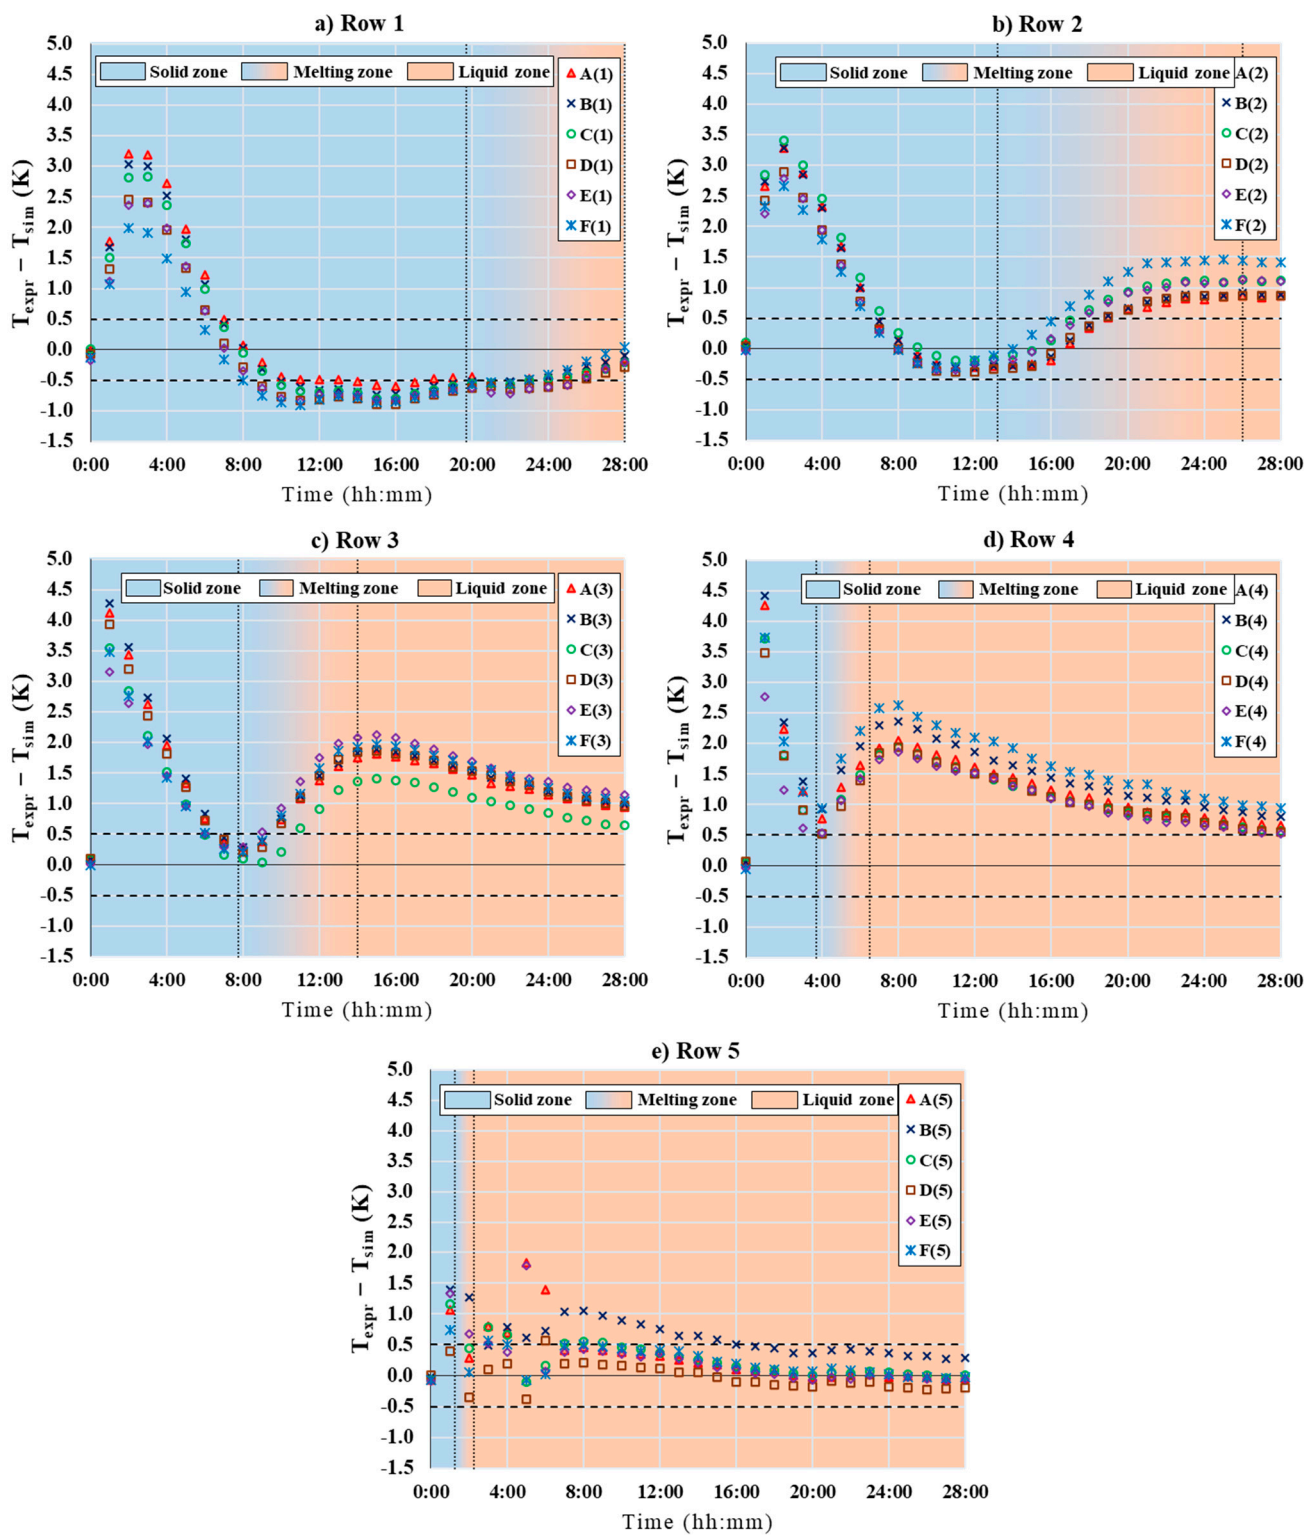 a) Row 1
5.0
4.5
4.0
3.5
3.0
2.5
2.0
1.5
1.0
0.5
0.0
-0.5
-1.0
-1.5
Texpr − Tsim (K)
Solid zone Melting zone Liquid zone
A(1)
B(1)
C(1)
D(1)
E(1)
F(1)
0:00 4:00 8:00 12:00 16:00 20:00 24:00 28:00
Time (hh:mm)
b) Row 2
5.0
4.5
4.0
3.5
3.0
2.5
2.0
1.5
1.0
0.5
0.0
-0.5
-1.0
-1.5
Texpr − Tsim (K)
Solid zone Melting zone Liquid zone
A(2)
B(2)
C(2)
D(2)
E(2)
F(2)
0:00 4:00 8:00 12:00 16:00 20:00 24:00 28:00
Time (hh:mm)
c) Row 3
5.0
4.5
4.0
3.5
3.0
2.5
2.0
1.5
1.0
0.5
0.0
-0.5
-1.0
-1.5
Texpr − Tsim (K)
Solid zone Melting zone Liquid zone
A(3)
B(3)
C(3)
D(3)
E(3)
F(3)
0:00 4:00 8:00 12:00 16:00 20:00 24:00 28:00
Time (hh:mm)
d) Row 4
5.0
4.5
4.0
3.5
3.0
2.5
2.0
1.5
1.0
0.5
0.0
-0.5
-1.0
-1.5
Texpr − Tsim (K)
Solid zone Melting zone Liquid zone
A(4)
B(4)
C(4)
D(4)
E(4)
F(4)
0:00 4:00 8:00 12:00 16:00 20:00 24:00 28:00
Time (hh:mm)
e) Row 5
5.0
4.5
4.0
3.5
3.0
2.5
2.0
1.5
1.0
0.5
0.0
-0.5
-1.0
-1.5
Texpr − Tsim (K)
Solid zone Melting zone Liquid zone
A(5)
B(5)
C(5)
D(5)
E(5)
F(5)
0:00 4:00 8:00 12:00 16:00 20:00 24:00 28:00
Time (hh:mm)